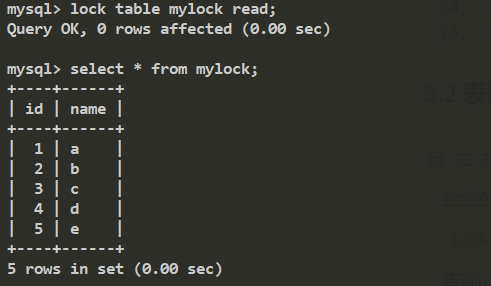 mysql> lock table mylock read;
Query OK, 0 rows affected (0.00 sec)
mysql> select * from mylock;
+----+------+
| id | name |
+----+------+
|  1 | a    |
|  2 | b    |
|  3 | c    |
|  4 | d    |
|  5 | e    |
+----+------+
5 rows in set (0.00 sec)
3.2 表
session